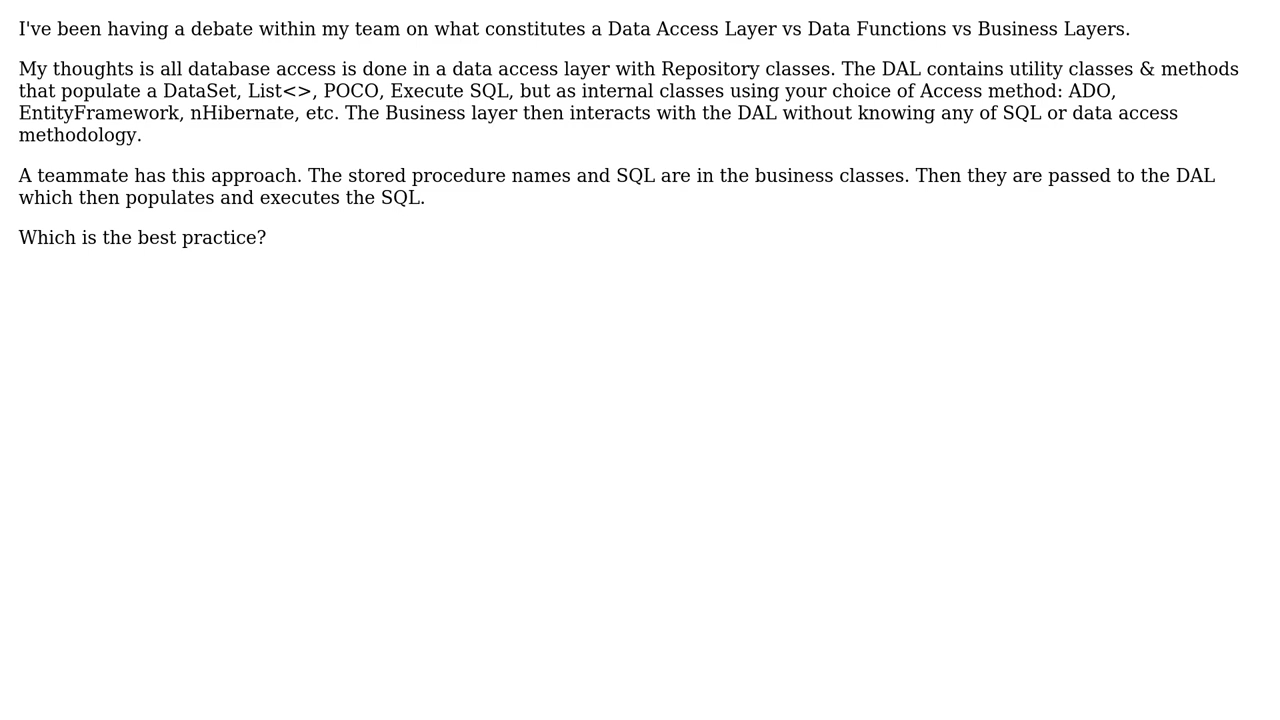 I've been having a debate within my team on what constitutes a Data Access Layer vs Data Functions vs Business Layers.
My thoughts is all database access is done in a data access layer with Repository classes. The DAL contains utility classes & methods
that populate a DataSet, List<>, POCO, Execute SQL, but as internal classes using your choice of Access method: ADO,
EntityFramework, nHibernate, etc. The Business layer then interacts with the DAL without knowing any of SQL or data access
methodology.
A teammate has this approach. The stored procedure names and SQL are in the business classes. Then they are passed to the DAL
which then populates and executes the SQL.
Which is the best practice?